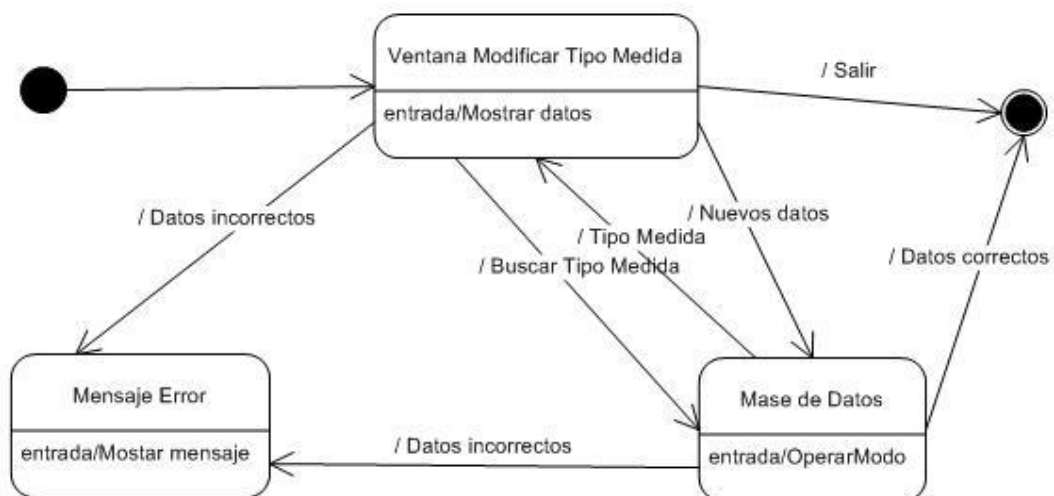 Ventana Modificar Tipo Medida
/ Salir
entrada/Mostrar datos
/ Datos incorrectos
/ Nuevos datos
/ Tipo Medida
/ Buscar Tipo Medida
/ Datos correctos
Mensaje Error
Mase de Datos
entrada/Mostar mensaje
/ Datos incorrectos
entrada/OperarModo